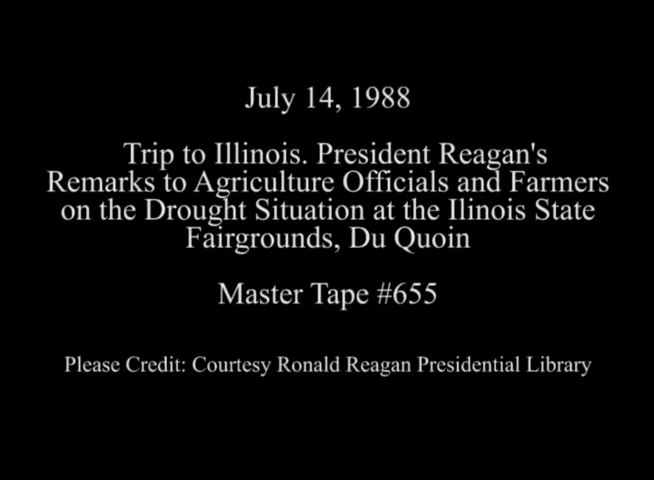 July 14, 1988
Trip to Illinois. President Reagan's
Remarks to Agriculture Officials and Farmers
on the Drought Situation at the Ilinois State
Fairgrounds, Du Quoin
Master Tape #655
Please Credit: Courtesy Ronald Reagan Presidential Library